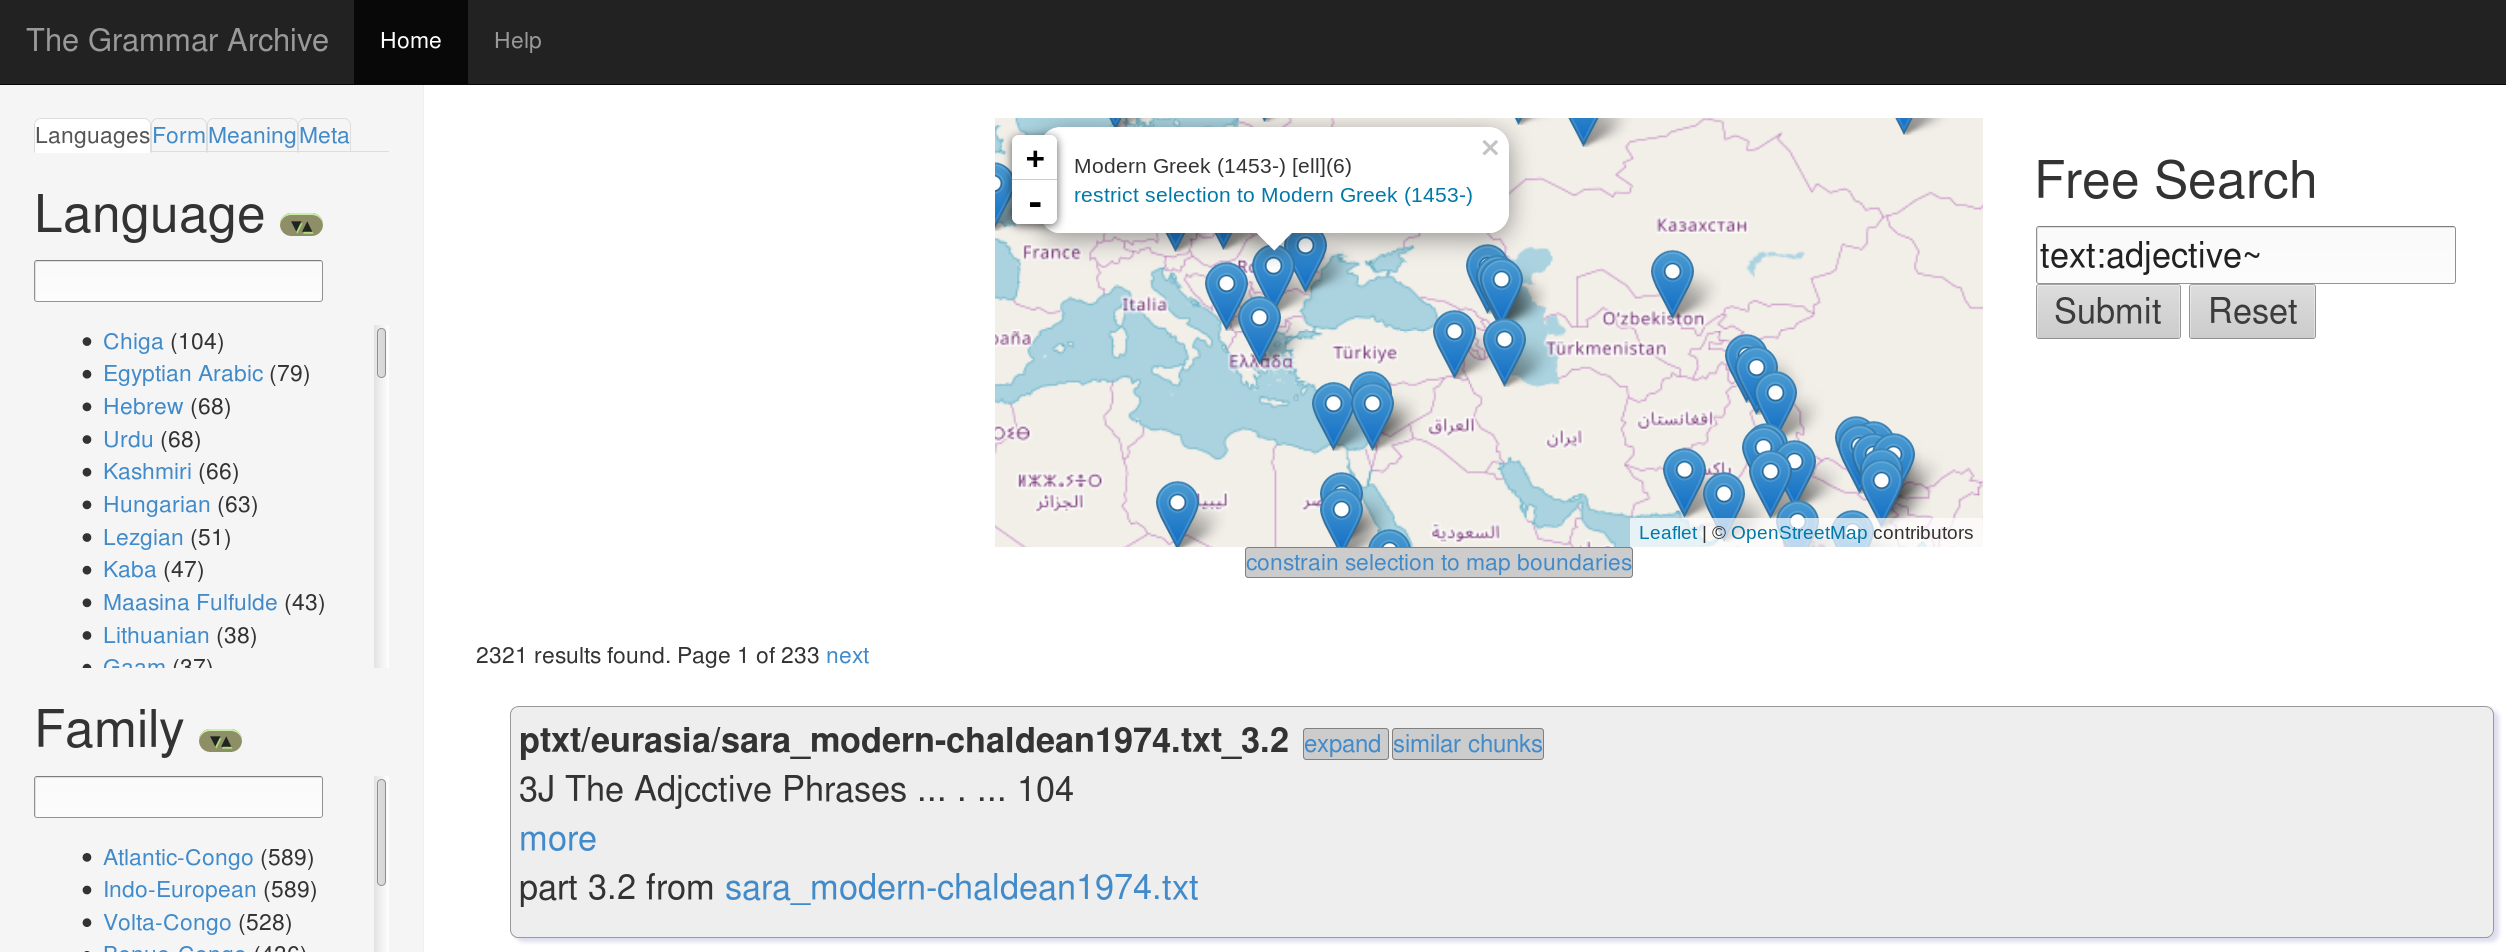 The Grammar Archive Home Help
Languages Form Meaning Meta
Language ▼▲
Chiga (104)
Egyptian Arabic (79)
Hebrew (68)
Urdu (68)
Kashmiri (66)
Hungarian (63)
Lezgian (51)
Kaba (47)
Maasina Fulfulde (43)
Lithuanian (38)
Gaam (37)
Family ▼▲
Atlantic-Congo (589)
Indo-European (589)
Volta-Congo (528)
+
-
Modern Greek (1453-) [ell](6)
restrict selection to Modern Greek (1453-)
×
Казахстан
France
Italia
O'zbekiston
Türkiye
Türkmenistan
Ελλάδα
افغانستان
العراق
ایران
ⵍⵣⵣⴰⵢⴻⵔ
الجزائر
السعودية
Leaflet | © OpenStreetMap contributors
constrain selection to map boundaries
Free Search
text:adjective~
Submit Reset
2321 results found. Page 1 of 233 next
ptxt/eurasia/sara_modern-chaldean1974.txt_3.2 expand similar chunks
3J The Adjcctive Phrases ... . ... 104
more
part 3.2 from sara_modern-chaldean1974.txt